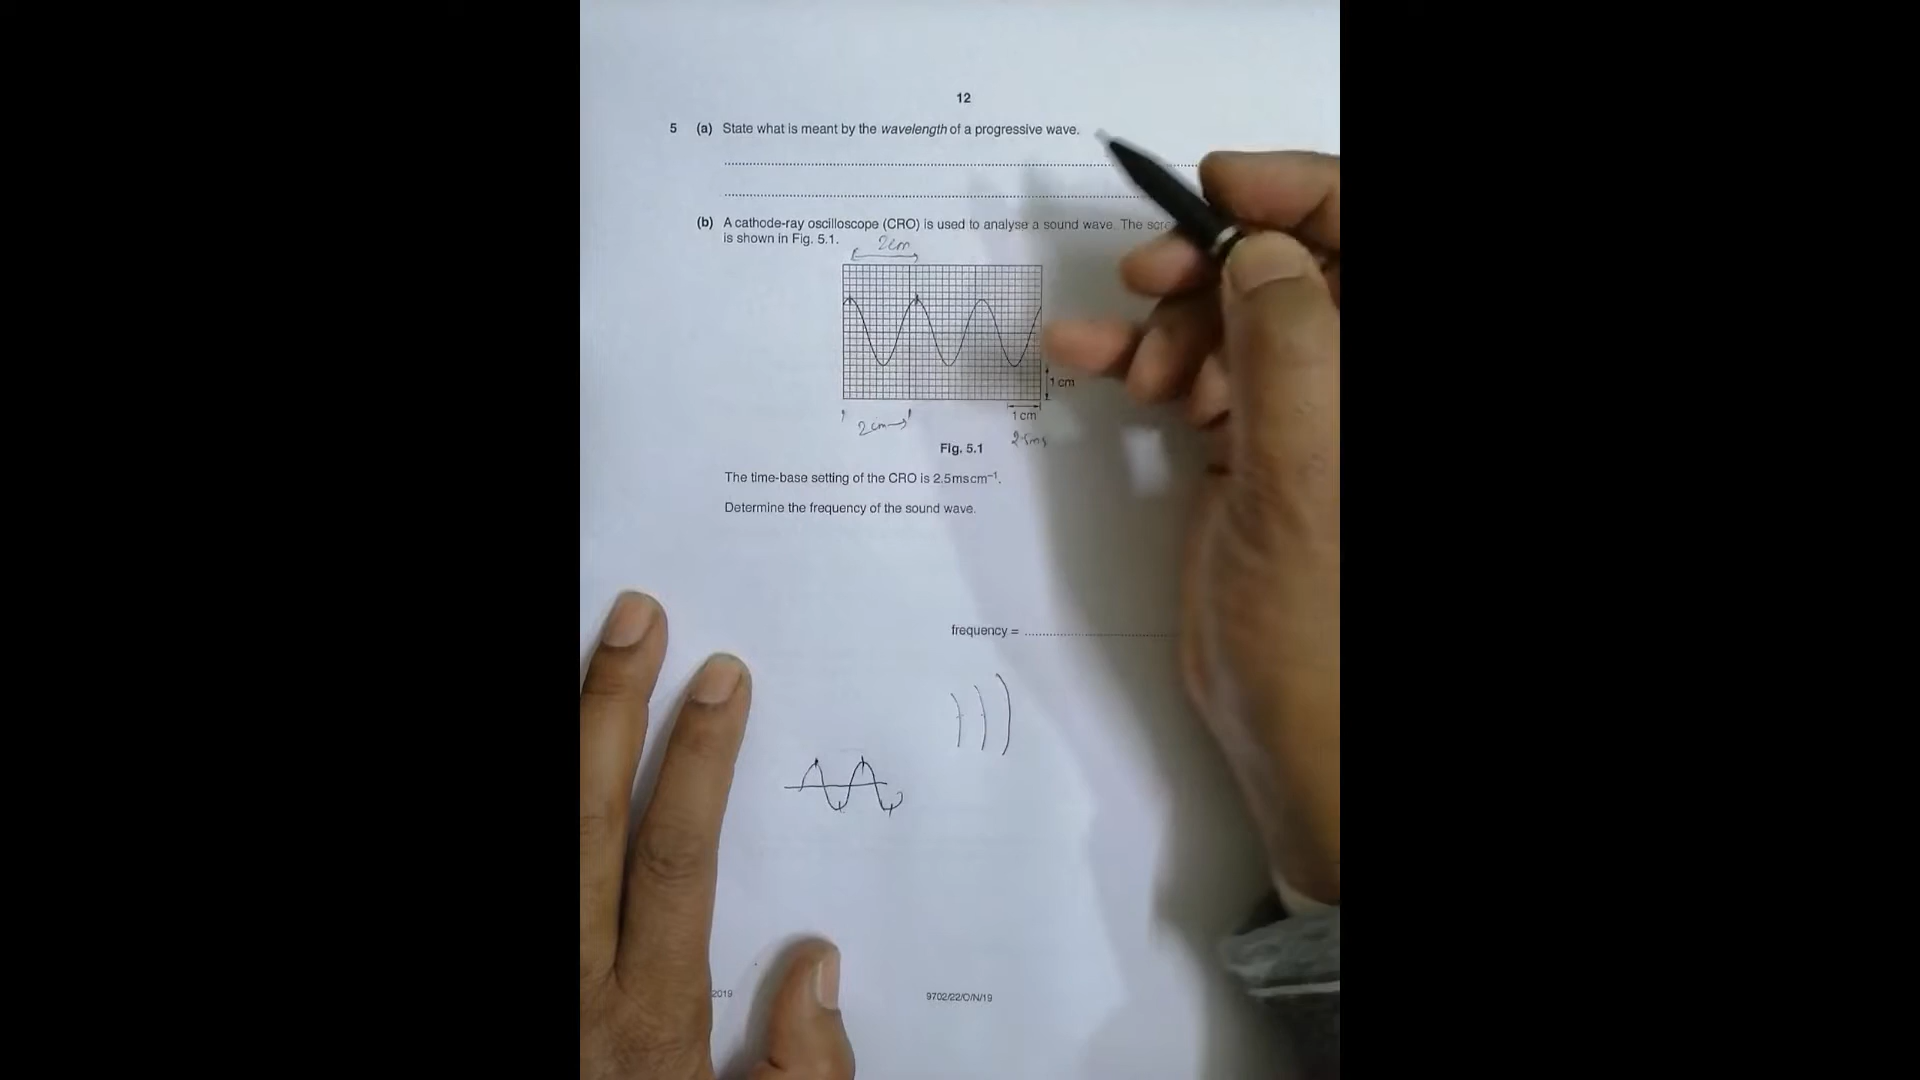 12
5 (a) State what is meant by the wavelength of a progressive wave.
(b) A cathode-ray oscilloscope (CRO) is used to analyse a sound wave. The
is shown in Fig. 5.1.
2cm
1 cm
1 cm
2cm
2.5ms
Fig. 5.1
The time-base setting of the CRO is 2.5mscm⁻¹.
Determine the frequency of the sound wave.
frequency =
2019
9702/22/O/N/19